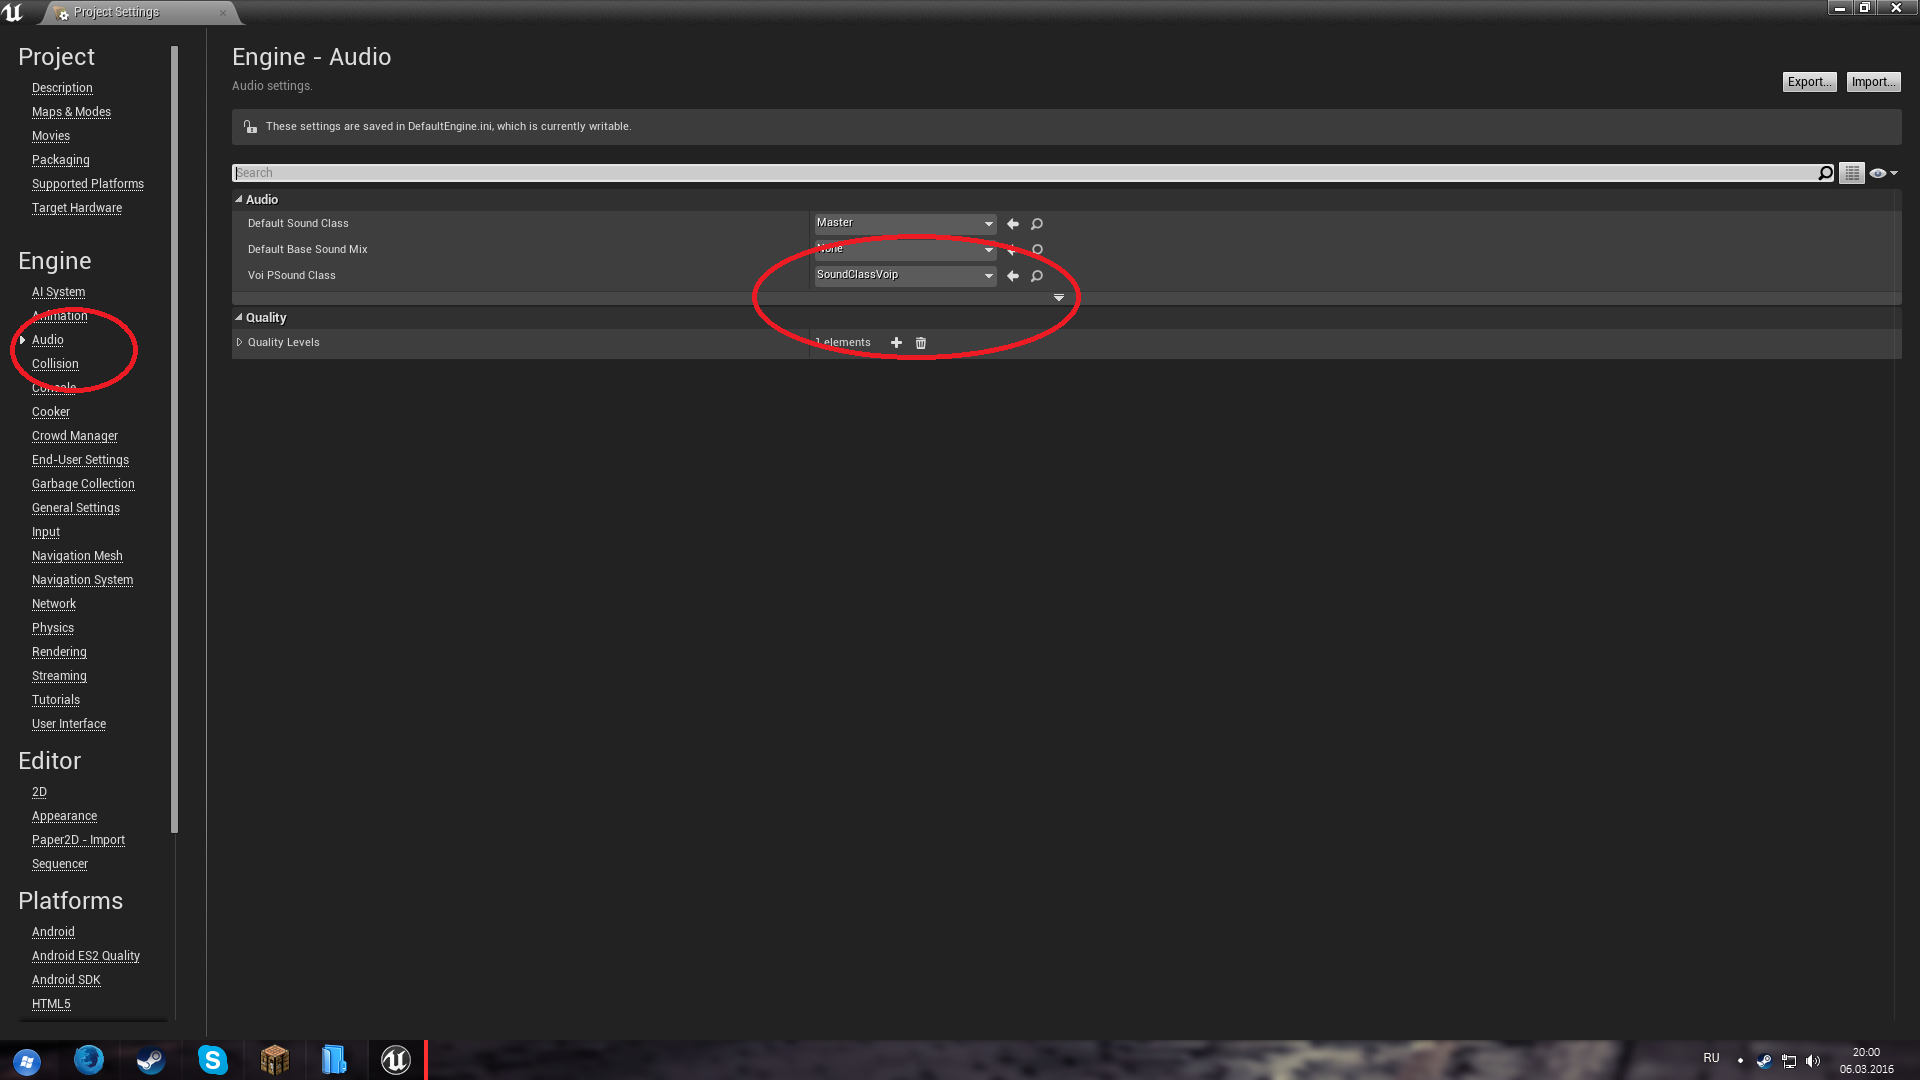 Project Settings
Project
Description
Maps & Modes
Movies
Packaging
Supported Platforms
Target Hardware
Engine
AI System
Animation
Audio
Collision
Console
Cooker
Crowd Manager
End-User Settings
Garbage Collection
General Settings
Input
Navigation Mesh
Navigation System
Network
Physics
Rendering
Streaming
Tutorials
User Interface
Editor
2D
Appearance
Paper2D - Import
Sequencer
Platforms
Android
Android ES2 Quality
Android SDK
HTML5
Engine - Audio
Audio settings.
Export... Import...
These settings are saved in DefaultEngine.ini, which is currently writable.
Search
Audio
Default Sound Class Master
Default Base Sound Mix None
Voi PSound Class SoundClassVoip
Quality
Quality Levels 1 elements
RU
20:00
06.03.2016